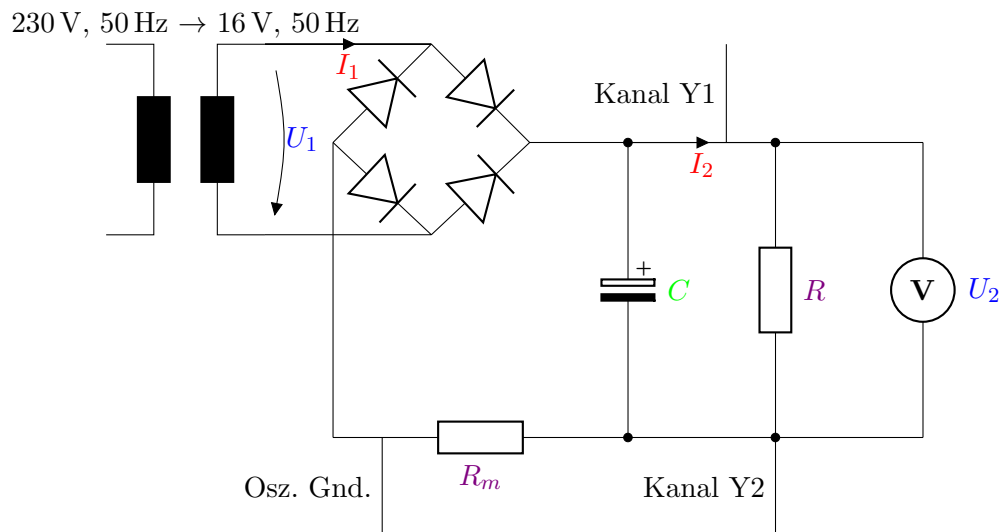 230 V, 50 Hz → 16 V, 50 Hz
I₁
Kanal Y1
U₁
I₂
+
C
R
V
U₂
Rₘ
Osz. Gnd.
Kanal Y2